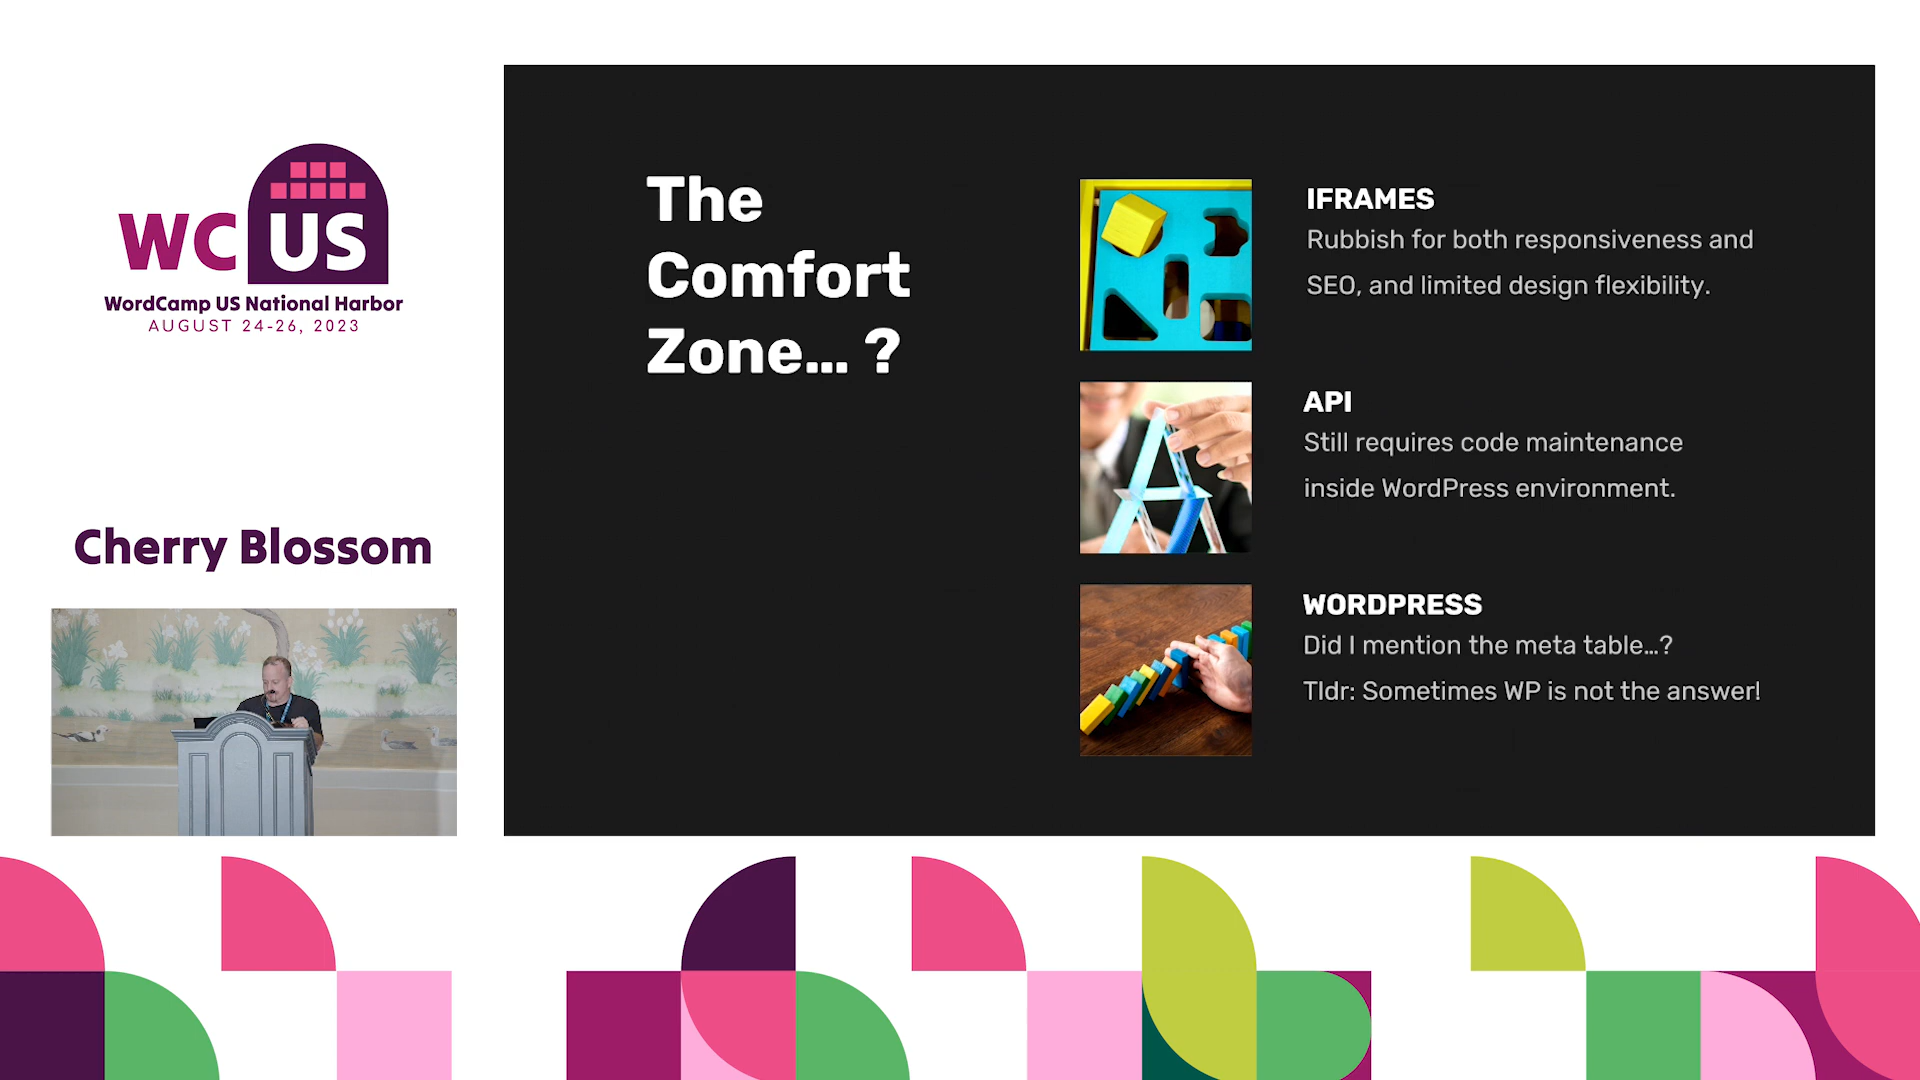 WC US
WordCamp US National Harbor
AUGUST 24-26, 2023
Cherry Blossom
The
Comfort
Zone... ?
IFRAMES
Rubbish for both responsiveness and
SEO, and limited design flexibility.
API
Still requires code maintenance
inside WordPress environment.
WORDPRESS
Did I mention the meta table...?
Tldr: Sometimes WP is not the answer!